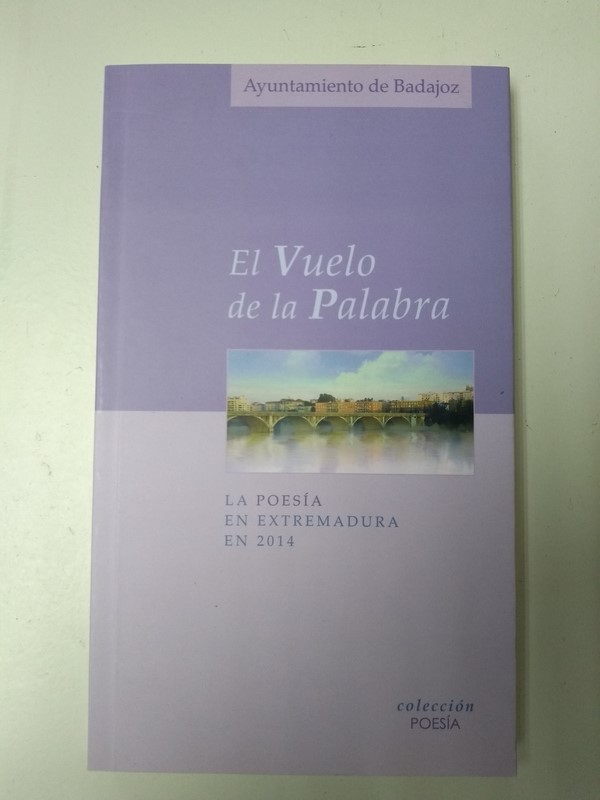 Ayuntamiento de Badajoz
El Vuelo
de la Palabra
LA POESÍA
EN EXTREMADURA
EN 2014
colección
POESÍA